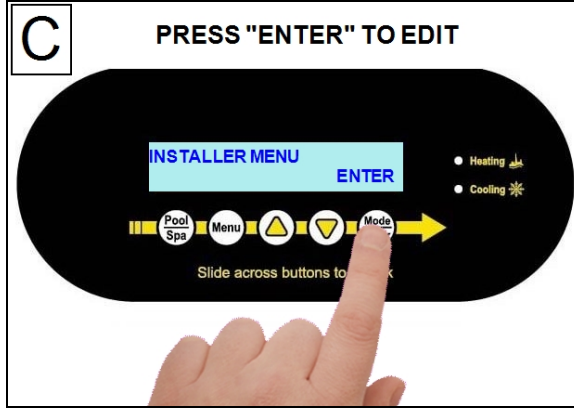 C
PRESS "ENTER" TO EDIT
INSTALLER MENU
ENTER
Heating
Cooling
Pool
Spa
Menu
Mode
Slide across buttons to